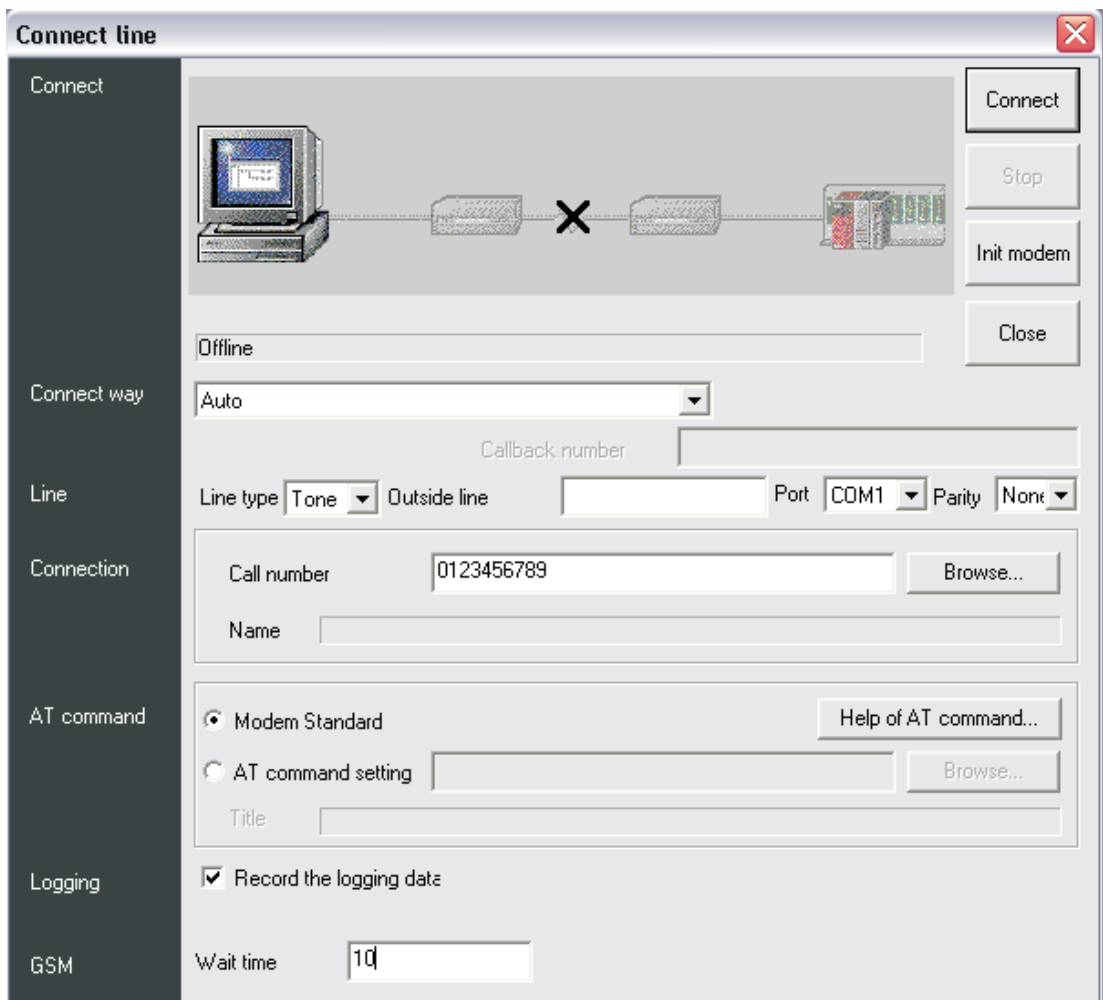 Connect line
Connect
Connect
Stop
Init modem
Close
Offline
Connect way
Auto
Callback number
Line
Line type Tone Outside line Port COM1 Parity None
Connection
Call number 0123456789 Browse...
Name
AT command
Modem Standard Help of AT command...
AT command setting Browse...
Title
Logging
Record the logging data
GSM
Wait time 10